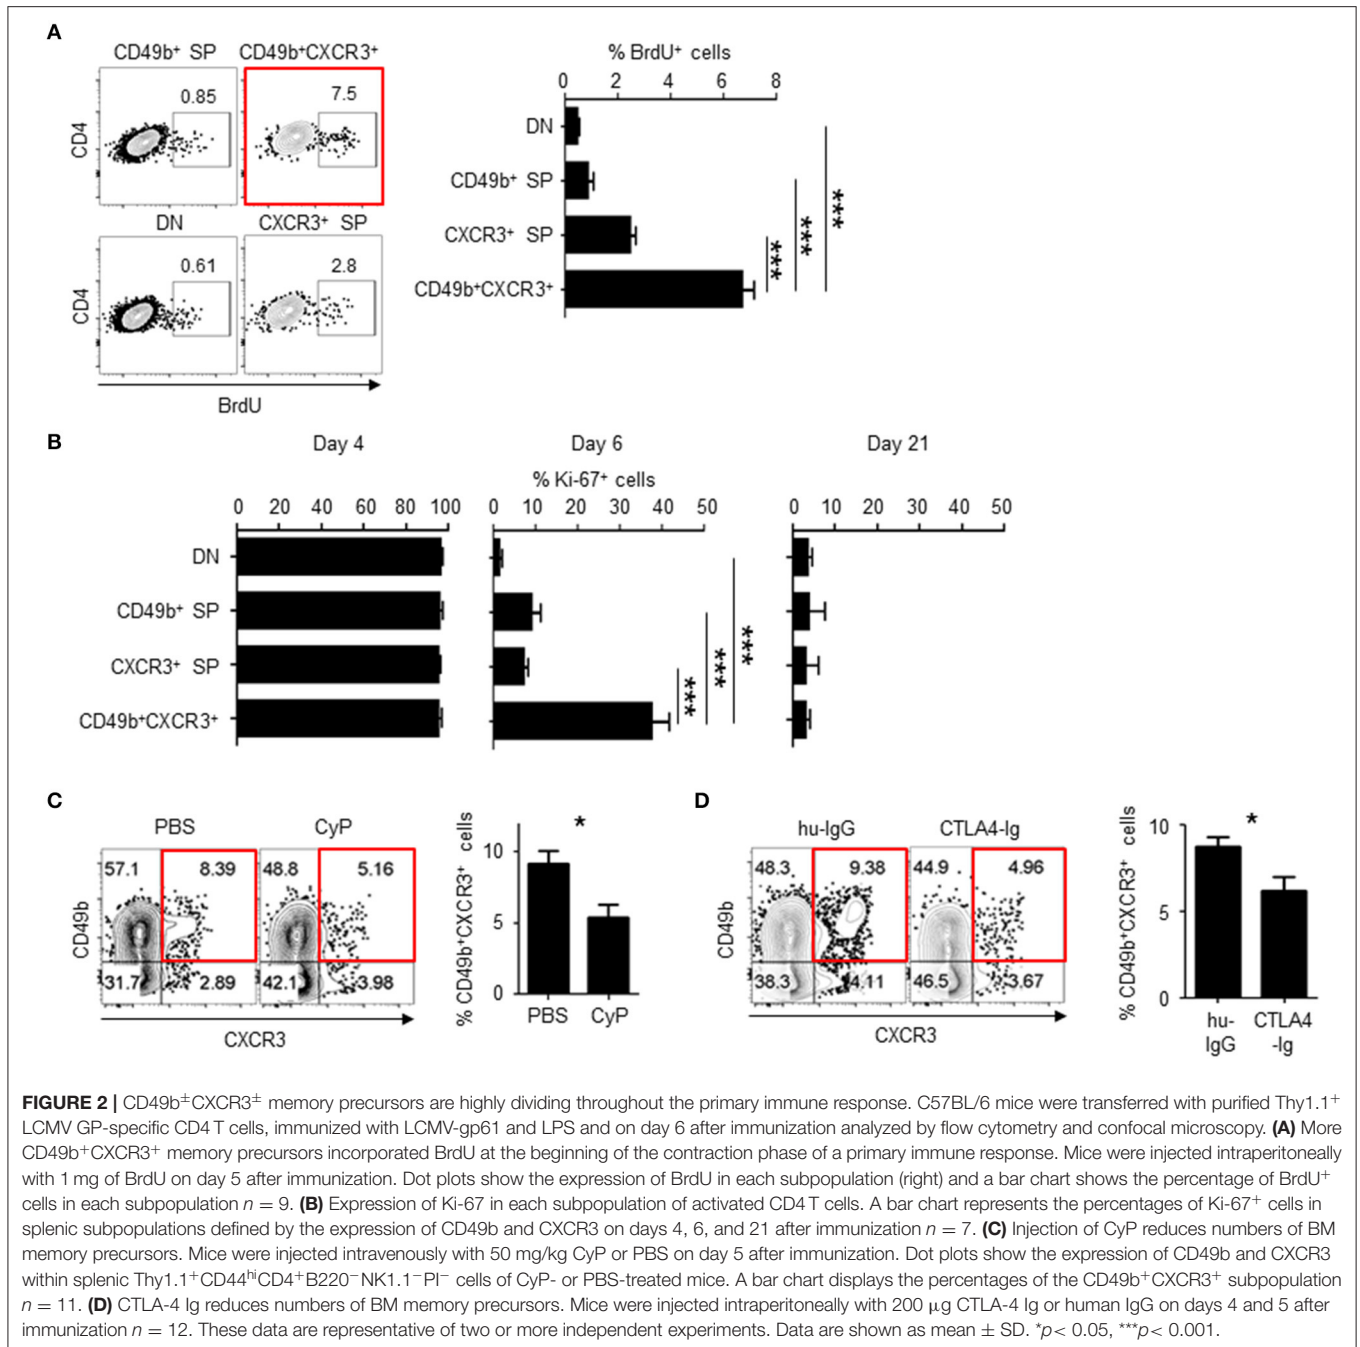 A
CD49b⁺ SP CD49b⁺CXCR3⁺
0.85
7.5
CD4
DN CXCR3⁺ SP
0.61
2.8
CD4
BrdU
% BrdU⁺ cells
0 2 4 6 8
DN
CD49b⁺ SP
CXCR3⁺ SP
CD49b⁺CXCR3⁺
***
***
***
B
Day 4 Day 6 Day 21
% Ki-67⁺ cells
0 20 40 60 80 100
0 10 20 30 40 50
0 10 20 30 40 50
DN
CD49b⁺ SP
CXCR3⁺ SP
CD49b⁺CXCR3⁺
***
***
***
C
PBS CyP
57.1 8.39 48.8 5.16
CD49b
31.7 2.89 42.1 3.98
CXCR3
% CD49b⁺CXCR3⁺ cells
*
10
5
0
PBS CyP
D
hu-IgG CTLA4-Ig
48.3 9.38 44.9 4.96
CD49b
38.3 4.11 46.5 3.67
CXCR3
% CD49b⁺CXCR3⁺ cells
*
10
5
0
hu- CTLA4
IgG -Ig
FIGURE 2 | CD49b±CXCR3± memory precursors are highly dividing throughout the primary immune response. C57BL/6 mice were transferred with purified Thy1.1⁺
LCMV GP-specific CD4 T cells, immunized with LCMV-gp61 and LPS and on day 6 after immunization analyzed by flow cytometry and confocal microscopy. (A) More
CD49b⁺CXCR3⁺ memory precursors incorporated BrdU at the beginning of the contraction phase of a primary immune response. Mice were injected intraperitoneally
with 1 mg of BrdU on day 5 after immunization. Dot plots show the expression of BrdU in each subpopulation (right) and a bar chart shows the percentage of BrdU⁺
cells in each subpopulation n = 9. (B) Expression of Ki-67 in each subpopulation of activated CD4 T cells. A bar chart represents the percentages of Ki-67⁺ cells in
splenic subpopulations defined by the expression of CD49b and CXCR3 on days 4, 6, and 21 after immunization n = 7. (C) Injection of CyP reduces numbers of BM
memory precursors. Mice were injected intravenously with 50 mg/kg CyP or PBS on day 5 after immunization. Dot plots show the expression of CD49b and CXCR3
within splenic Thy1.1⁺CD44ʰⁱCD4⁺B220⁻NK1.1⁻PI⁻ cells of CyP- or PBS-treated mice. A bar chart displays the percentages of the CD49b⁺CXCR3⁺ subpopulation
n = 11. (D) CTLA-4 Ig reduces numbers of BM memory precursors. Mice were injected intraperitoneally with 200 μg CTLA-4 Ig or human IgG on days 4 and 5 after
immunization n = 12. These data are representative of two or more independent experiments. Data are shown as mean ± SD. *p< 0.05, ***p< 0.001.